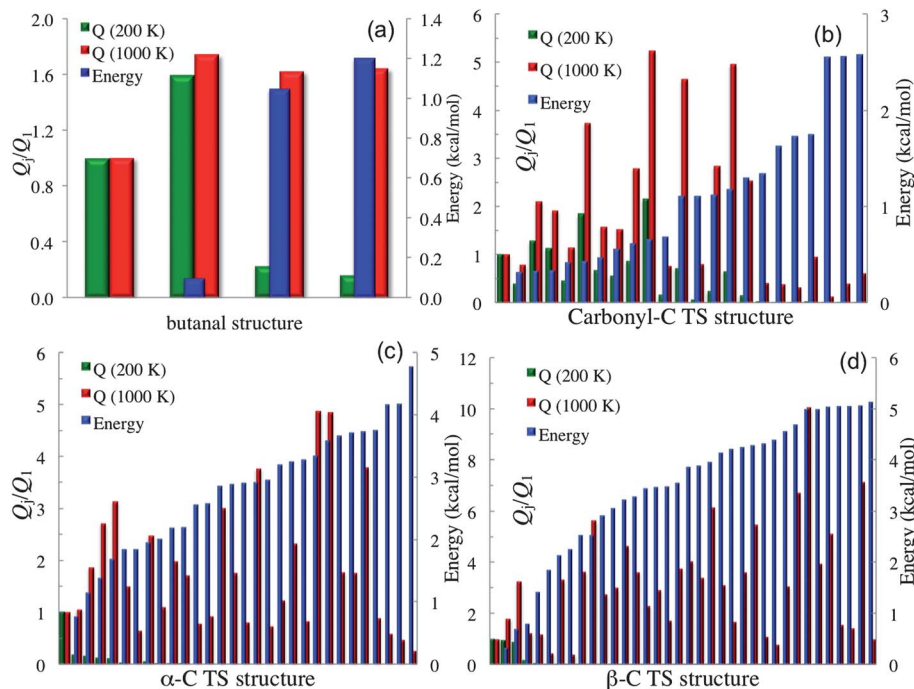 (a)
Q (200 K)
Q (1000 K)
Energy
2.0
1.6
1.2
0.8
0.4
0.0
Qj/Q1
1.4
1.2
1.0
0.8
0.6
0.4
0.2
0.0
Energy (kcal/mol)
butanal structure
(b)
Q (200 K)
Q (1000 K)
Energy
6
5
4
3
2
1
0
Qj/Q1
3
2
1
0
Energy (kcal/mol)
Carbonyl-C TS structure
(c)
Q (200 K)
Q (1000 K)
Energy
6
5
4
3
2
1
0
Qj/Q1
5
4
3
2
1
0
Energy (kcal/mol)
α-C TS structure
(d)
Q (200 K)
Q (1000 K)
Energy
12
10
8
6
4
2
0
Qj/Q1
6
5
4
3
2
1
0
Energy (kcal/mol)
β-C TS structure